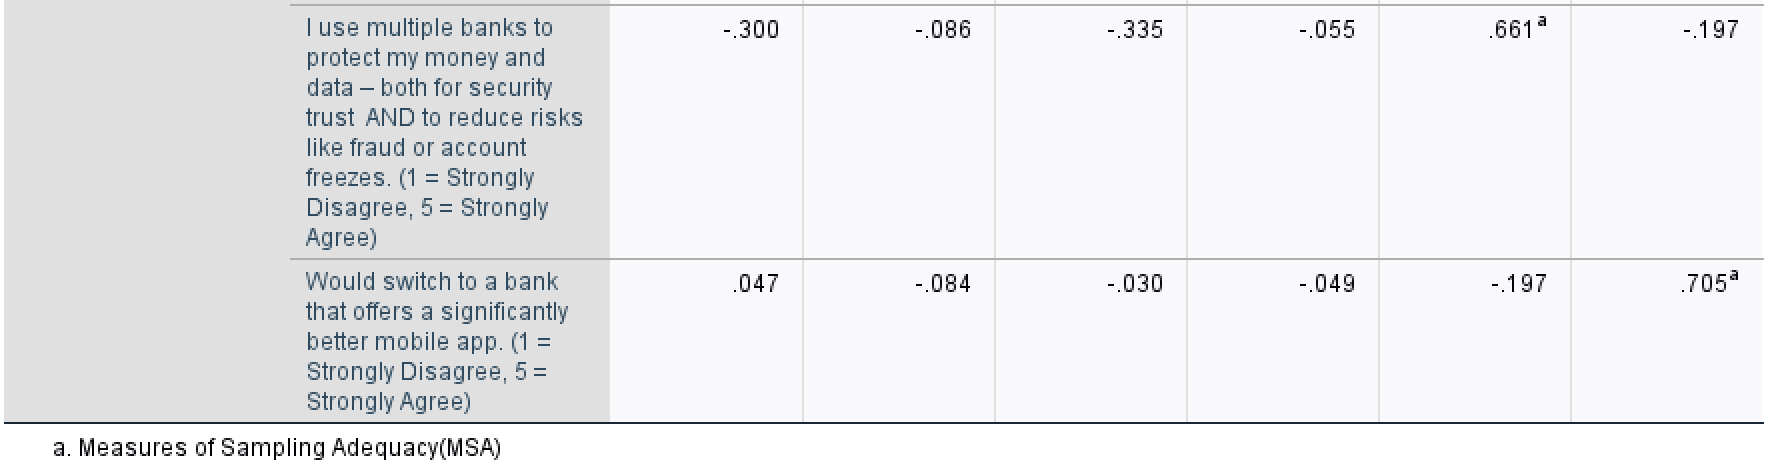 I use multiple banks to -.300 -.086 -.335 -.055 .661ᵃ -.197
protect my money and
data – both for security
trust AND to reduce risks
like fraud or account
freezes. (1 = Strongly
Disagree, 5 = Strongly
Agree)
Would switch to a bank .047 -.084 -.030 -.049 -.197 .705ᵃ
that offers a significantly
better mobile app. (1 =
Strongly Disagree, 5 =
Strongly Agree)
a. Measures of Sampling Adequacy(MSA)